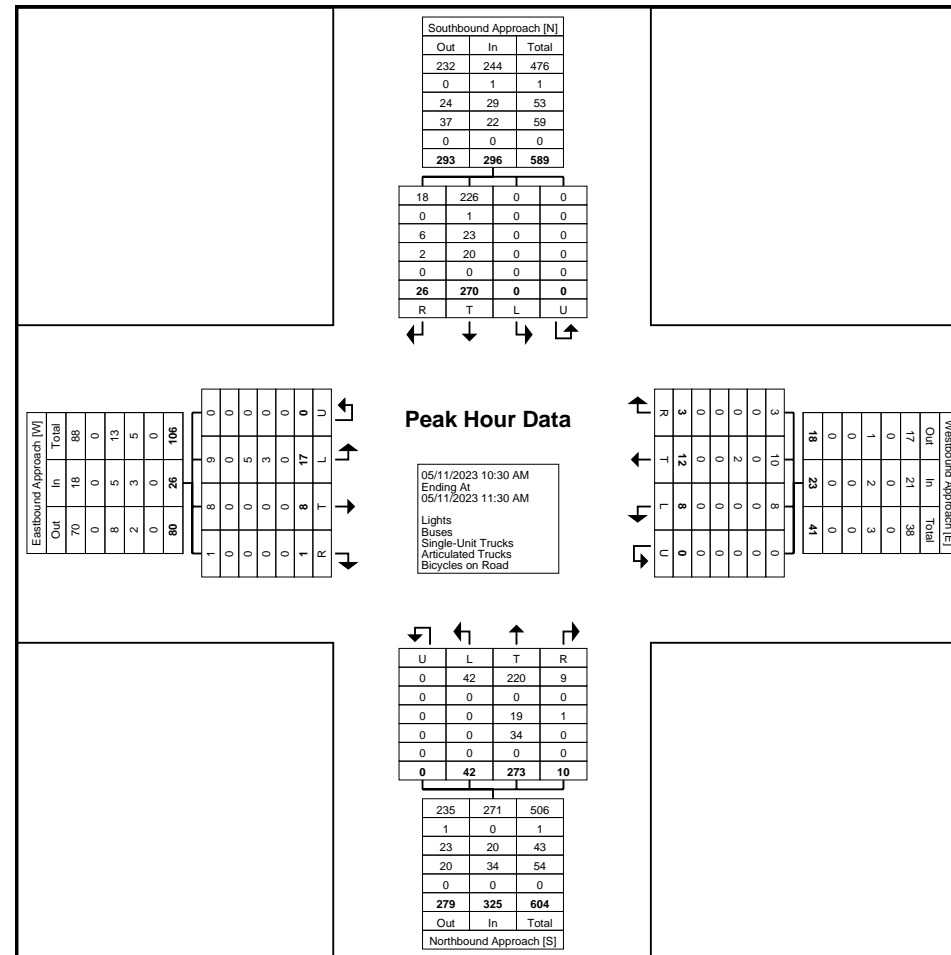 Southbound Approach [N]
Out In Total
232 244 476
0 1 1
24 29 53
37 22 59
0 0 0
293 296 589
18 226 0 0
0 1 0 0
6 23 0 0
2 20 0 0
0 0 0 0
26 270 0 0
R T L U
Eastbound Approach [W]
Out In Total
70 18 88
0 0 0
8 5 13
2 3 5
0 0 0
80 26 106
1 8 9 0
0 0 0 0
0 0 5 0
0 0 3 0
0 0 0 0
1 8 17 0
R T L U
Peak Hour Data
05/11/2023 10:30 AM
Ending At
05/11/2023 11:30 AM
Lights
Buses
Single-Unit Trucks
Articulated Trucks
Bicycles on Road
Westbound Approach [E]
Out In Total
17 21 38
0 0 0
1 2 3
0 0 0
0 0 0
18 23 41
3 10 8 0
0 0 0 0
0 2 0 0
0 0 0 0
0 0 0 0
3 12 8 0
R T L U
U L T R
0 42 220 9
0 0 0 0
0 0 19 1
0 0 34 0
0 0 0 0
0 42 273 10
235 271 506
1 0 1
23 20 43
20 34 54
0 0 0
279 325 604
Out In Total
Northbound Approach [S]